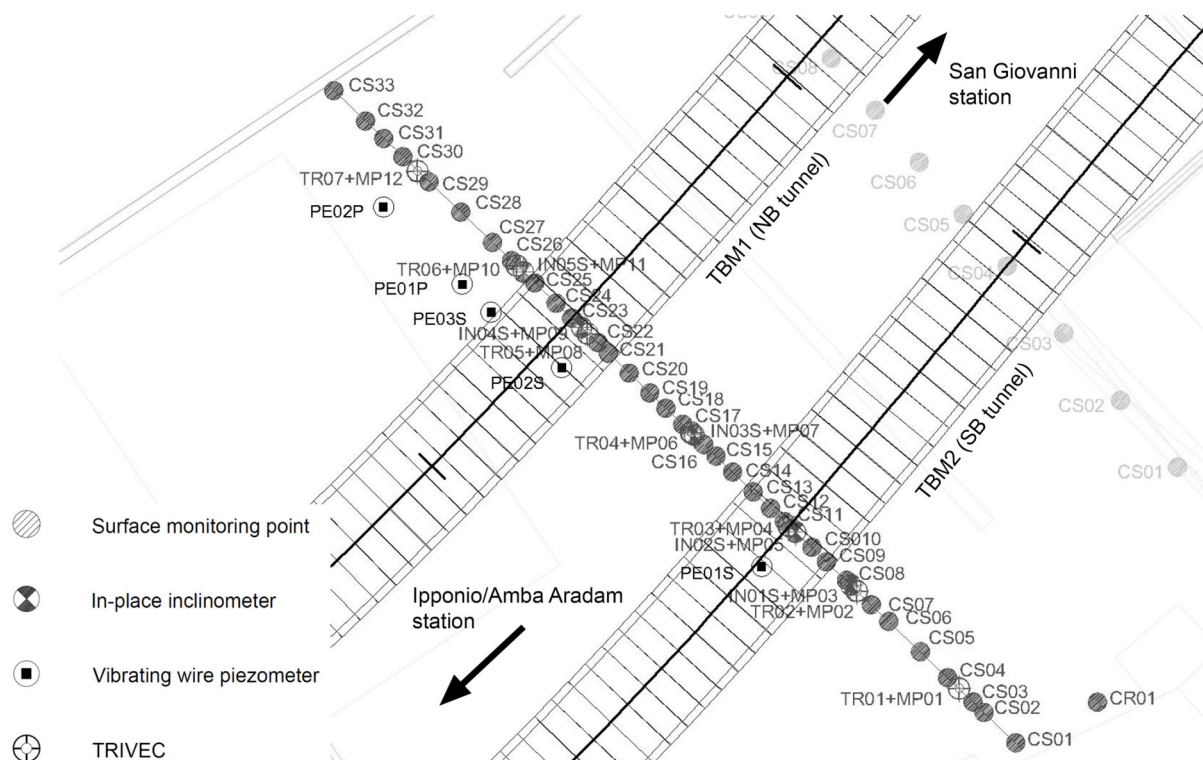 CS08
San Giovanni
station
CS33
CS32
CS31
CS30
TR07+MP12
CS29
PE02P
CS28
CS27
CS26
TR06+MP10
IN05S+MP11
PE01P
CS25
CS24
PE03S
CS23
IN04S+MP09
CS22
TR05+MP08
CS21
PE02S
CS20
CS19
CS18
CS17
IN03S+MP07
TR04+MP06
CS15
CS16
CS14
CS13
CS12
CS11
TR03+MP04
IN02S+MP05
CS010
CS09
PE01S
CS08
IN01S+MP03
TR02+MP02
CS07
CS06
CS05
CS04
TR01+MP01
CS03
CS02
CS01
CR01
CS07
CS06
CS05
CS04
CS03
CS02
CS01
TBM1 (NB tunnel)
TBM2 (SB tunnel)
Ipponio/Amba Aradam
station
Surface monitoring point
In-place inclinometer
Vibrating wire piezometer
TRIVEC